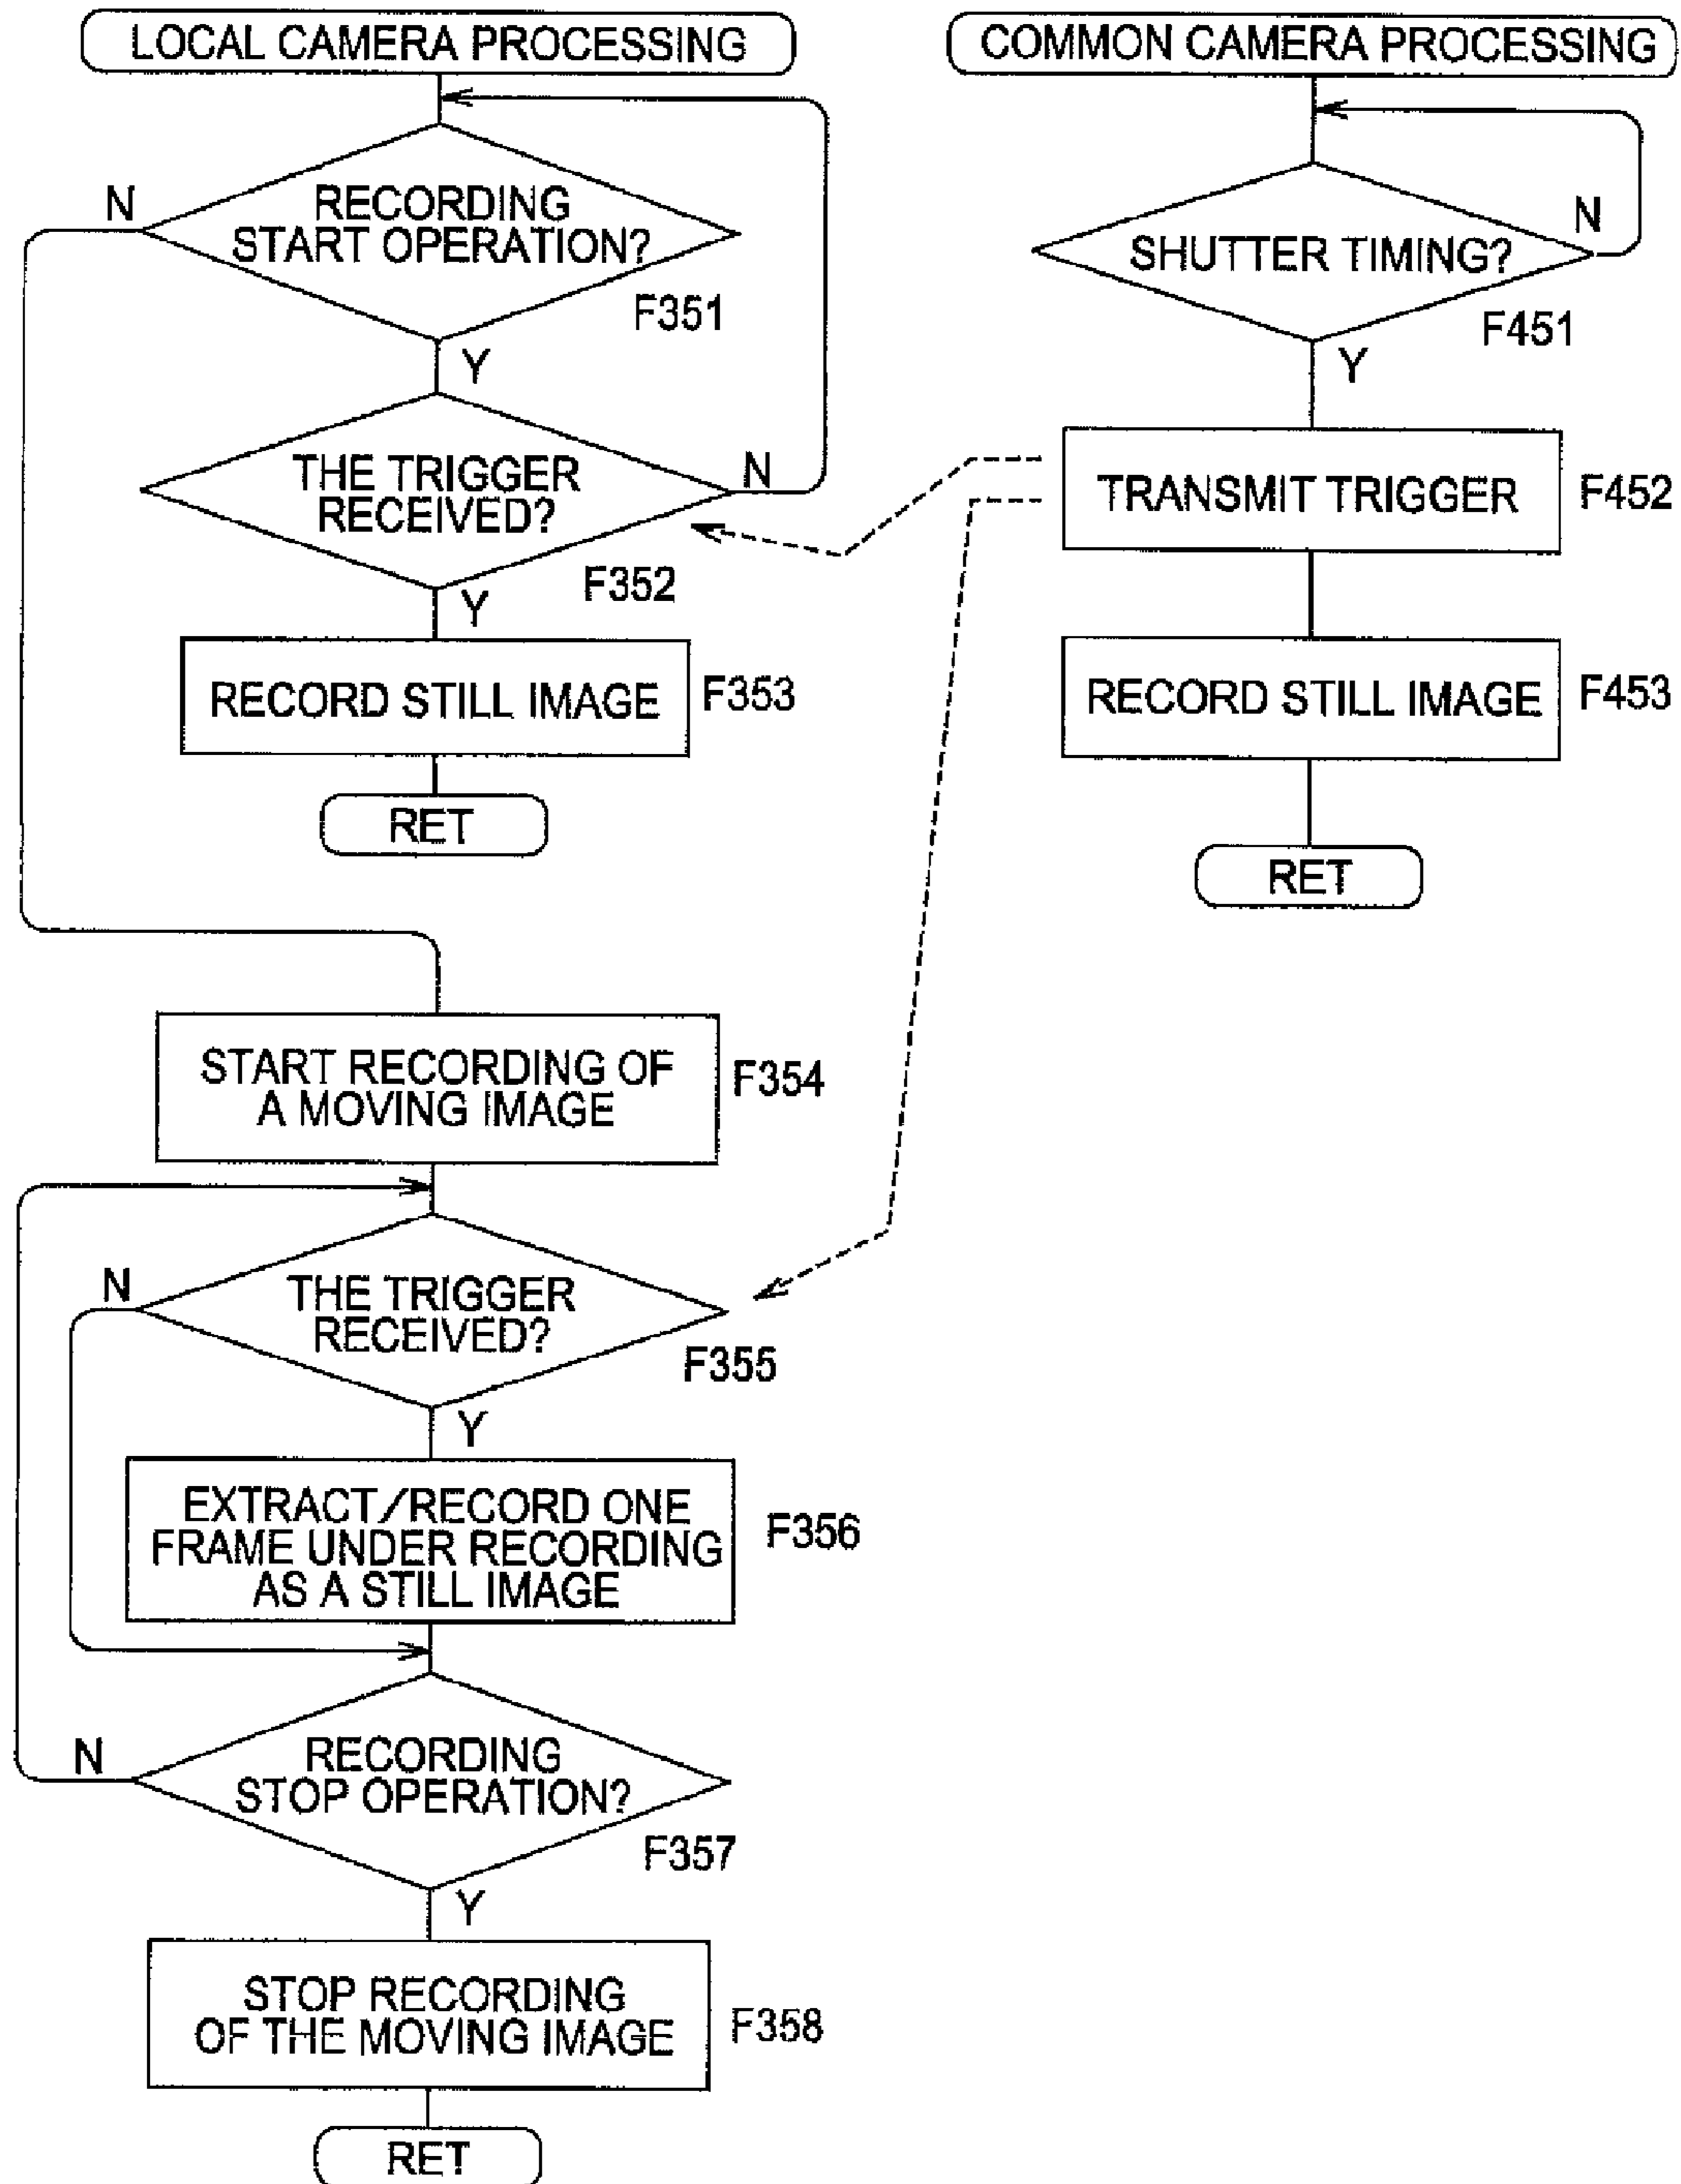 LOCAL CAMERA PROCESSING
RECORDING
START OPERATION?
N
F351
Y
THE TRIGGER
RECEIVED?
N
F352
Y
RECORD STILL IMAGE
F353
RET
START RECORDING OF
A MOVING IMAGE
F354
THE TRIGGER
RECEIVED?
N
F355
Y
EXTRACT/RECORD ONE
FRAME UNDER RECORDING
AS A STILL IMAGE
F356
RECORDING
STOP OPERATION?
N
F357
Y
STOP RECORDING
OF THE MOVING IMAGE
F358
RET
COMMON CAMERA PROCESSING
SHUTTER TIMING?
N
F451
Y
TRANSMIT TRIGGER
F452
RECORD STILL IMAGE
F453
RET